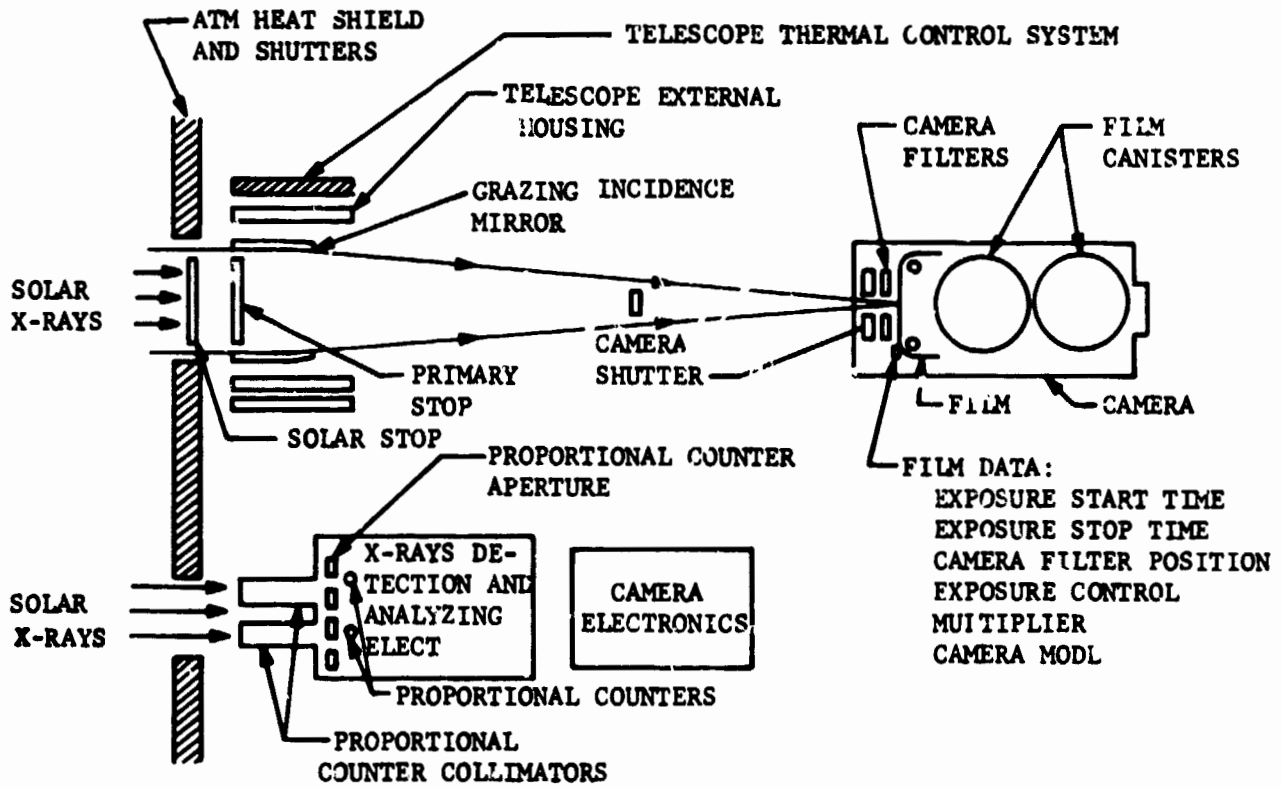 ATM HEAT SHIELD
AND SHUTTERS
TELESCOPE THERMAL CONTROL SYSTEM
TELESCOPE EXTERNAL
HOUSING
CAMERA
FILTERS
FILM
CANISTERS
GRAZING INCIDENCE
MIRROR
SOLAR
X-RAYS
CAMERA
SHUTTER
PRIMARY
STOP
FILM
CAMERA
SOLAR STOP
PROPORTIONAL COUNTER
APERTURE
FILM DATA:
EXPOSURE START TIME
EXPOSURE STOP TIME
CAMERA FILTER POSITION
EXPOSURE CONTROL
MUITIPLIER
CAMERA MODL
X-RAYS DE-
TECTION AND
ANALYZING
ELECT
CAMERA
ELECTRONICS
SOLAR
X-RAYS
PROPORTIONAL COUNTERS
PROPORTIONAL
COUNTER COLLIMATORS